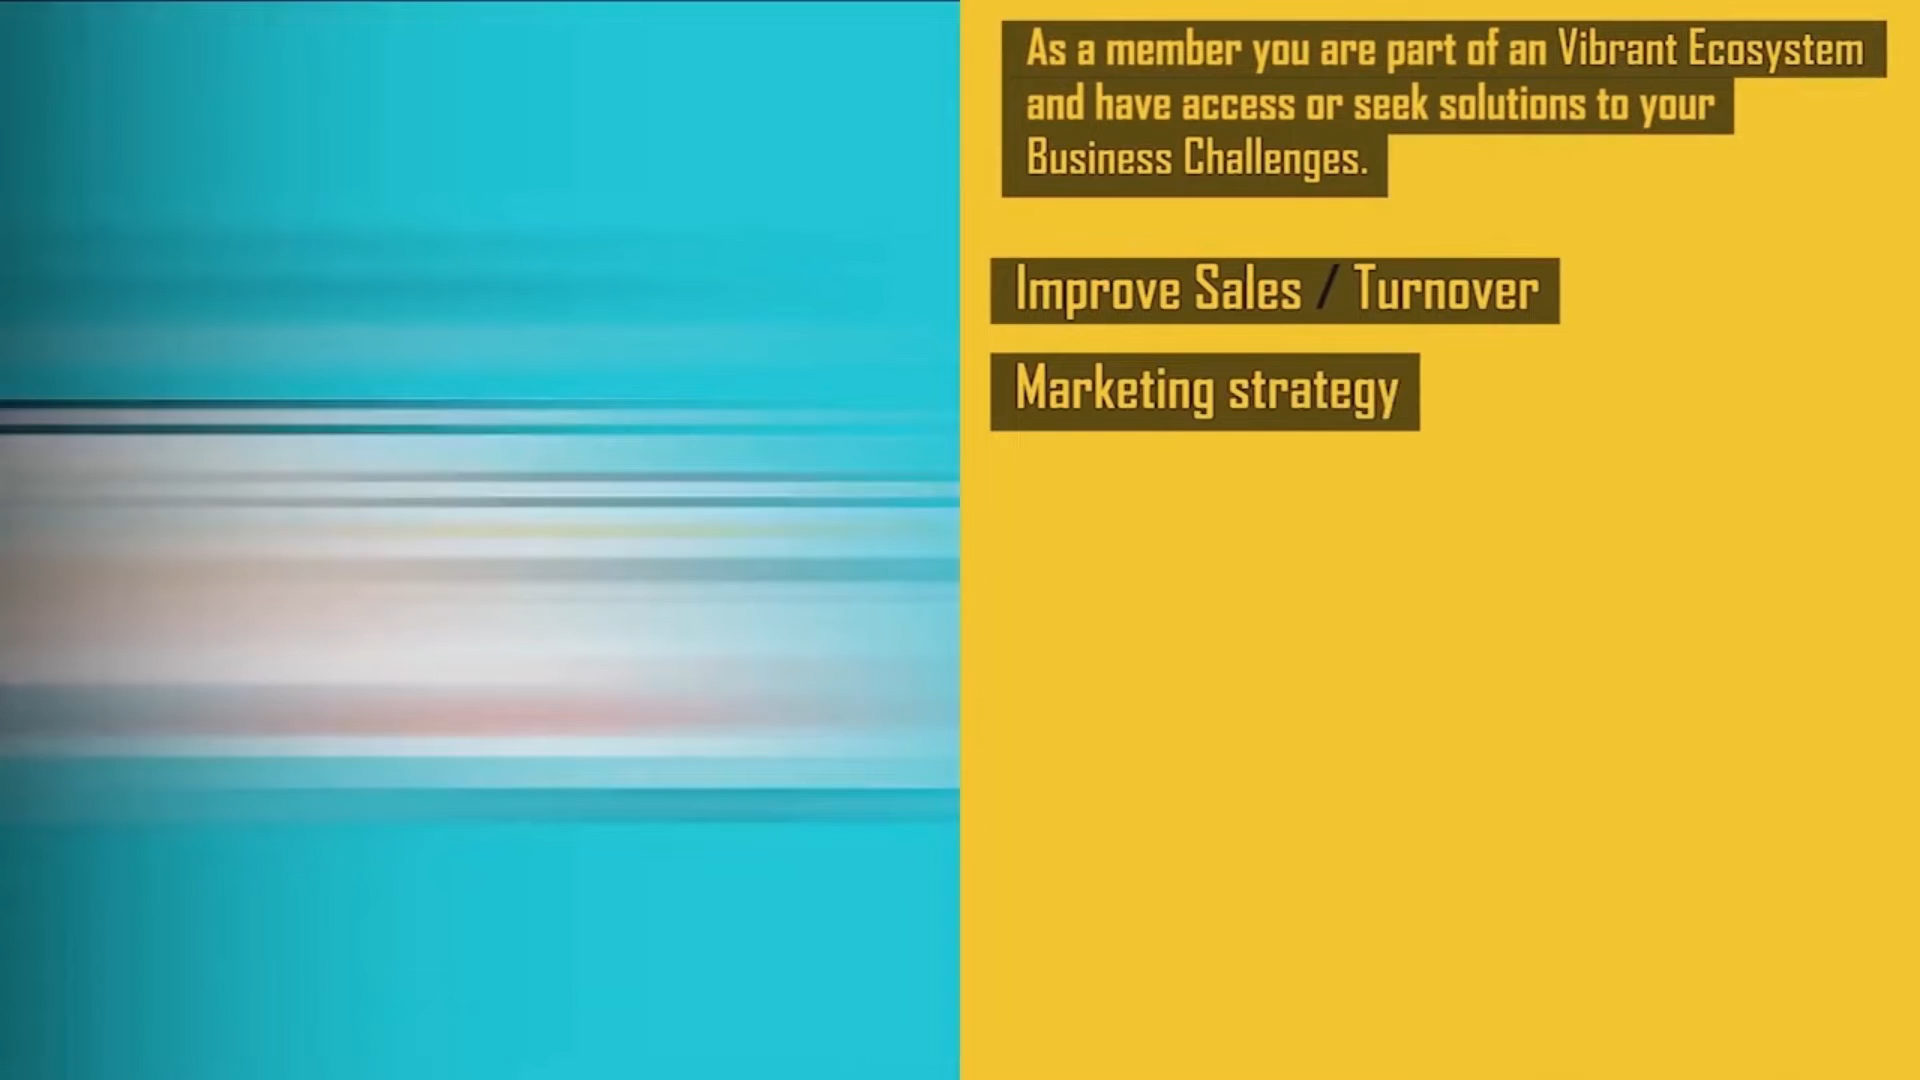 As a member you are part of an Vibrant Ecosystem
and have access or seek solutions to your
Business Challenges.
Improve Sales / Turnover
Marketing strategy